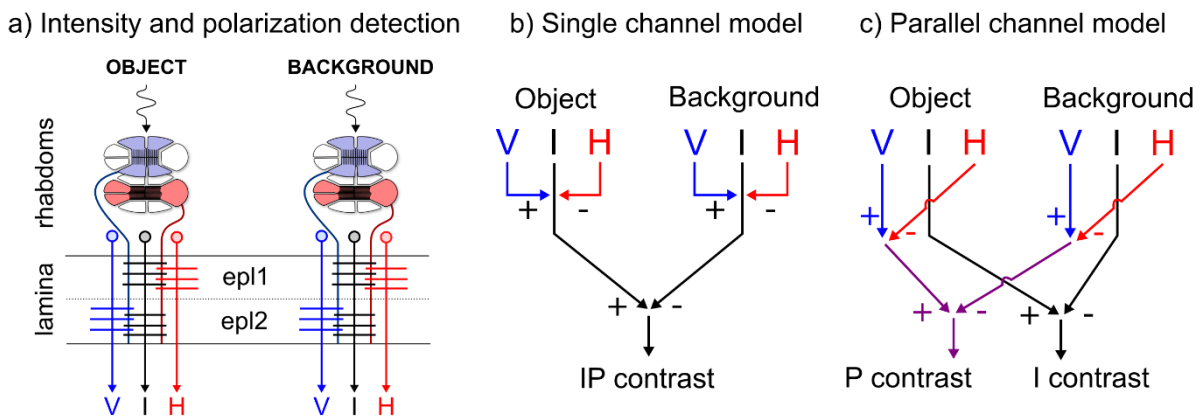 a) Intensity and polarization detection
OBJECT BACKGROUND
rhabdoms
lamina
epl1
epl2
V I H V I H
b) Single channel model
Object Background
V I H V I H
+ - + -
+ -
IP contrast
c) Parallel channel model
Object Background
V I H V I H
+ - + -
+ - + -
P contrast I contrast